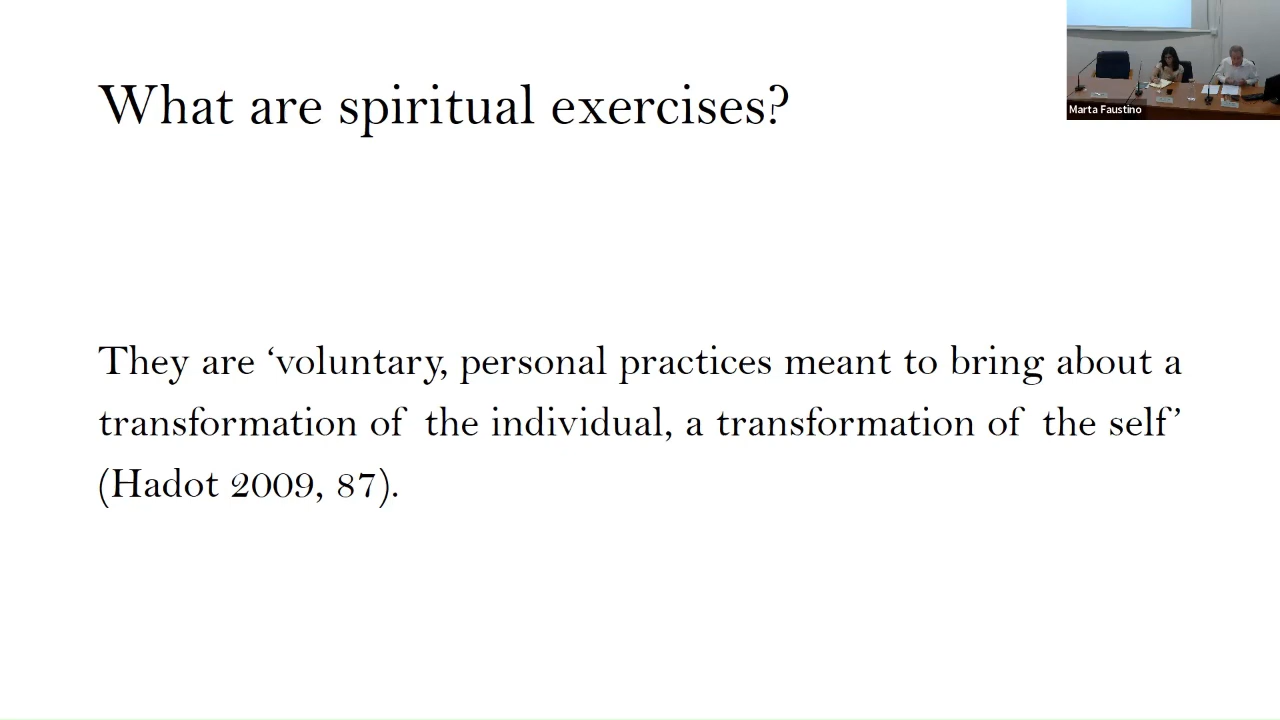 What are spiritual exercises?
Marta Faustino
They are ‘voluntary, personal practices meant to bring about a
transformation of the individual, a transformation of the self’
(Hadot 2009, 87).